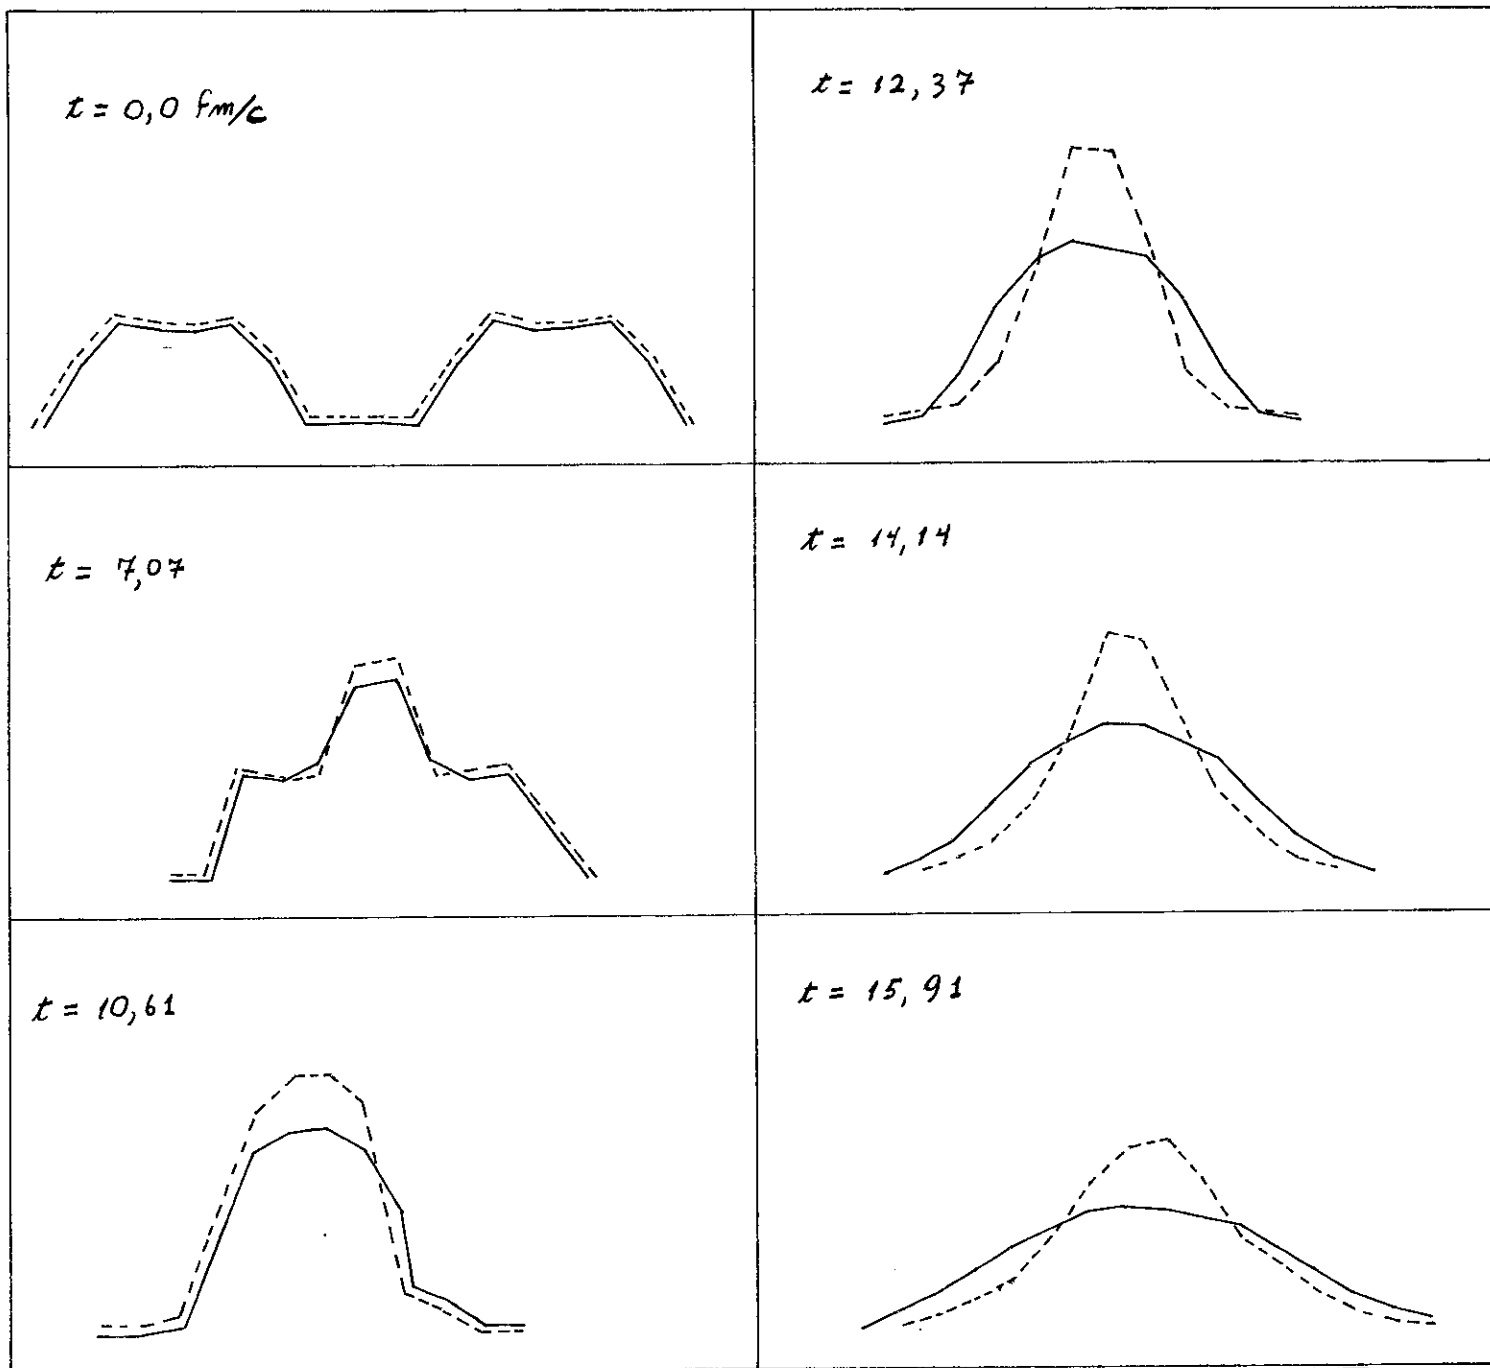 t = 0,0 fm/c
t = 7,07
t = 10,61
t = 12,37
t = 14,14
t = 15,91